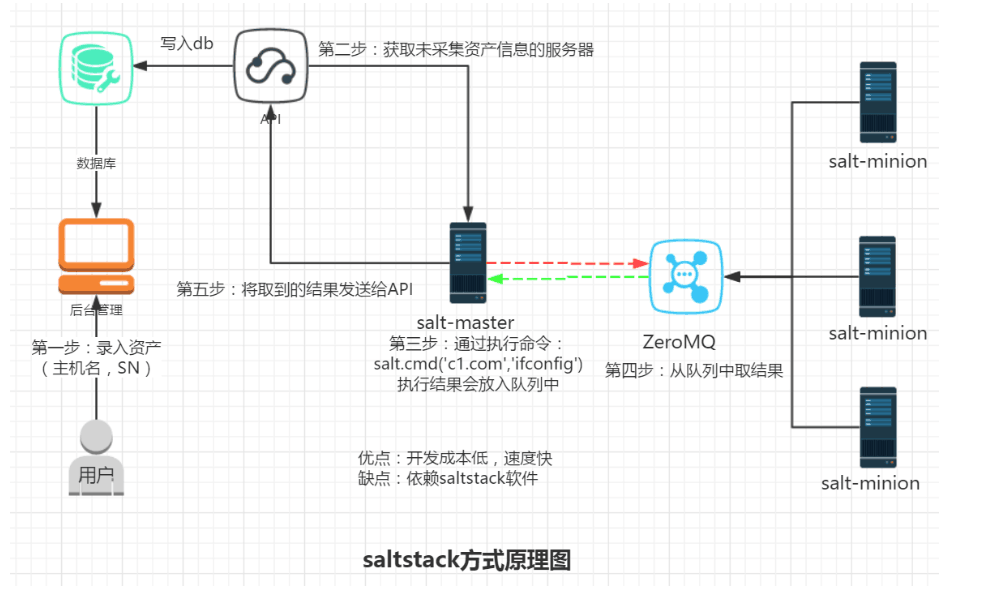 写入db
第二步：获取未采集资产信息的服务器
API
数据库
salt-minion
后台管理
第一步：录入资产
（主机名，SN）
用户
第五步：将取到的结果发送给API
salt-master
第三步：通过执行命令：
salt.cmd('c1.com','ifconfig')
执行结果会放入队列中
ZeroMQ
第四步：从队列中取结果
salt-minion
salt-minion
优点：开发成本低，速度快
缺点：依赖saltstack软件
saltstack方式原理图